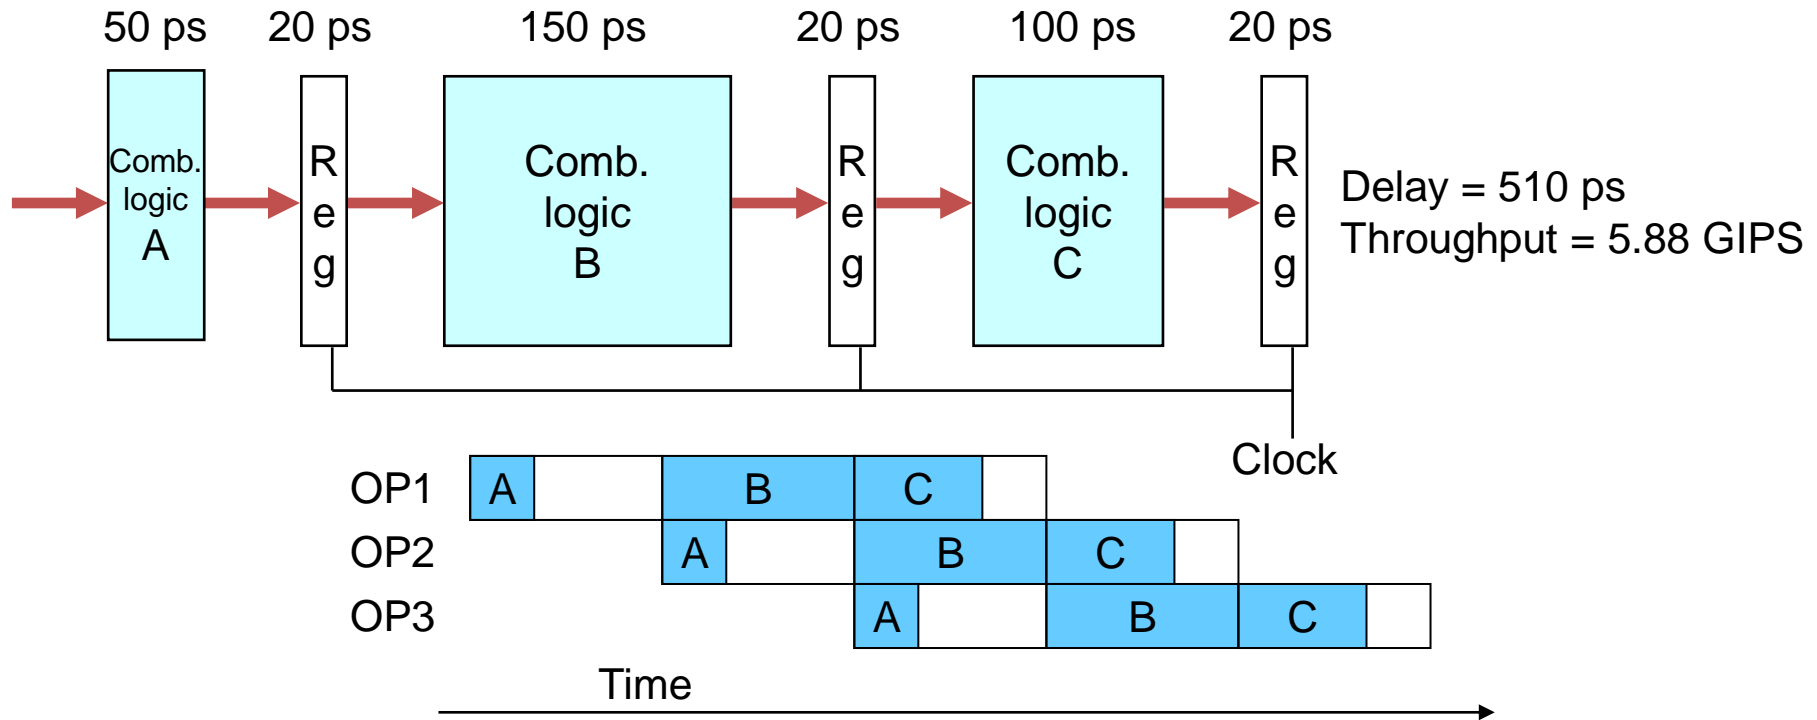 50 ps 20 ps 150 ps 20 ps 100 ps 20 ps
Comb.
logic
A
R
e
g
Comb.
logic
B
R
e
g
Comb.
logic
C
R
e
g
Delay = 510 ps
Throughput = 5.88 GIPS
Clock
OP1 A B C
OP2 A B C
OP3 A B C
Time